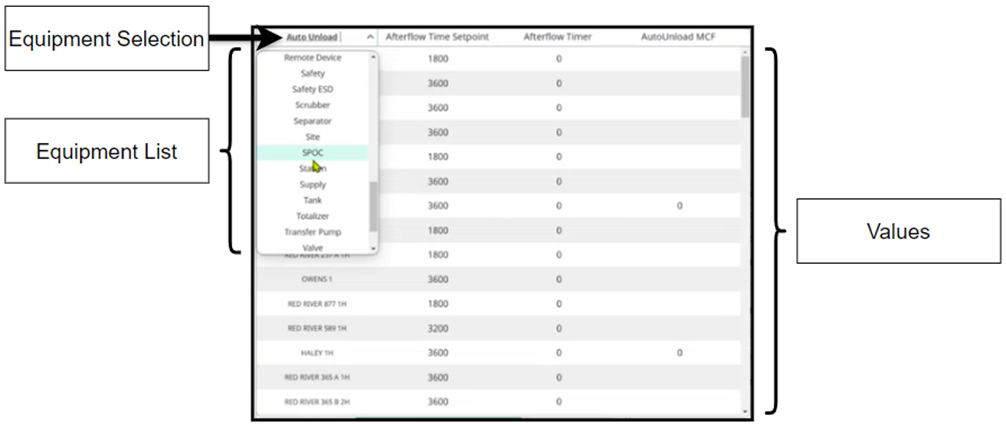 Equipment Selection
Auto Unload Afterflow Time Setpoint Afterflow Timer AutoUnload MCF
Remote Device 1800 0
Safety
Safety ESD 3600 0
Scrubber 3600 0
Separator
Site 3600 0
Equipment List
SPOC 1800 0
Station
Supply 3600 0
Tank 3600 0 0
Totalizer
Transfer Pump 1800 0
Values
Valve
RED RIVER 237 A 1H 1800 0
OWENS 1 3600 0
RED RIVER 877 1H 1800 0
RED RIVER 589 1H 3200 0
HALEY 1H 3600 0 0
RED RIVER 365 A 1H 3600 0
RED RIVER 365 B 2H 3600 0